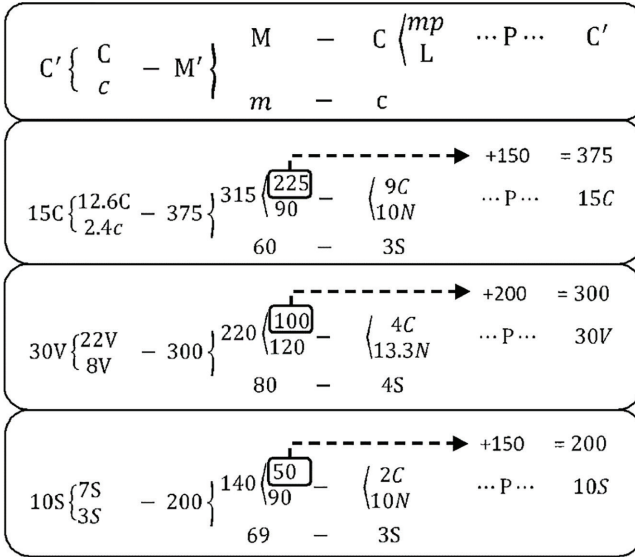 M – C mp ⋯P⋯ C′
C′ { C – M′ } L
c
m – c
+150 = 375
15C { 12.6C – 375 } 315 ⟨ 225 – ⟨ 9C ⋯P⋯ 15C
2.4c 90 10N
60 – 3S
+200 = 300
30V { 22V – 300 } 220 ⟨ 100 – ⟨ 4C ⋯P⋯ 30V
8V 120 13.3N
80 – 4S
+150 = 200
10S { 7S – 200 } 140 ⟨ 50 – ⟨ 2C ⋯P⋯ 10S
3S 90 10N
69 – 3S